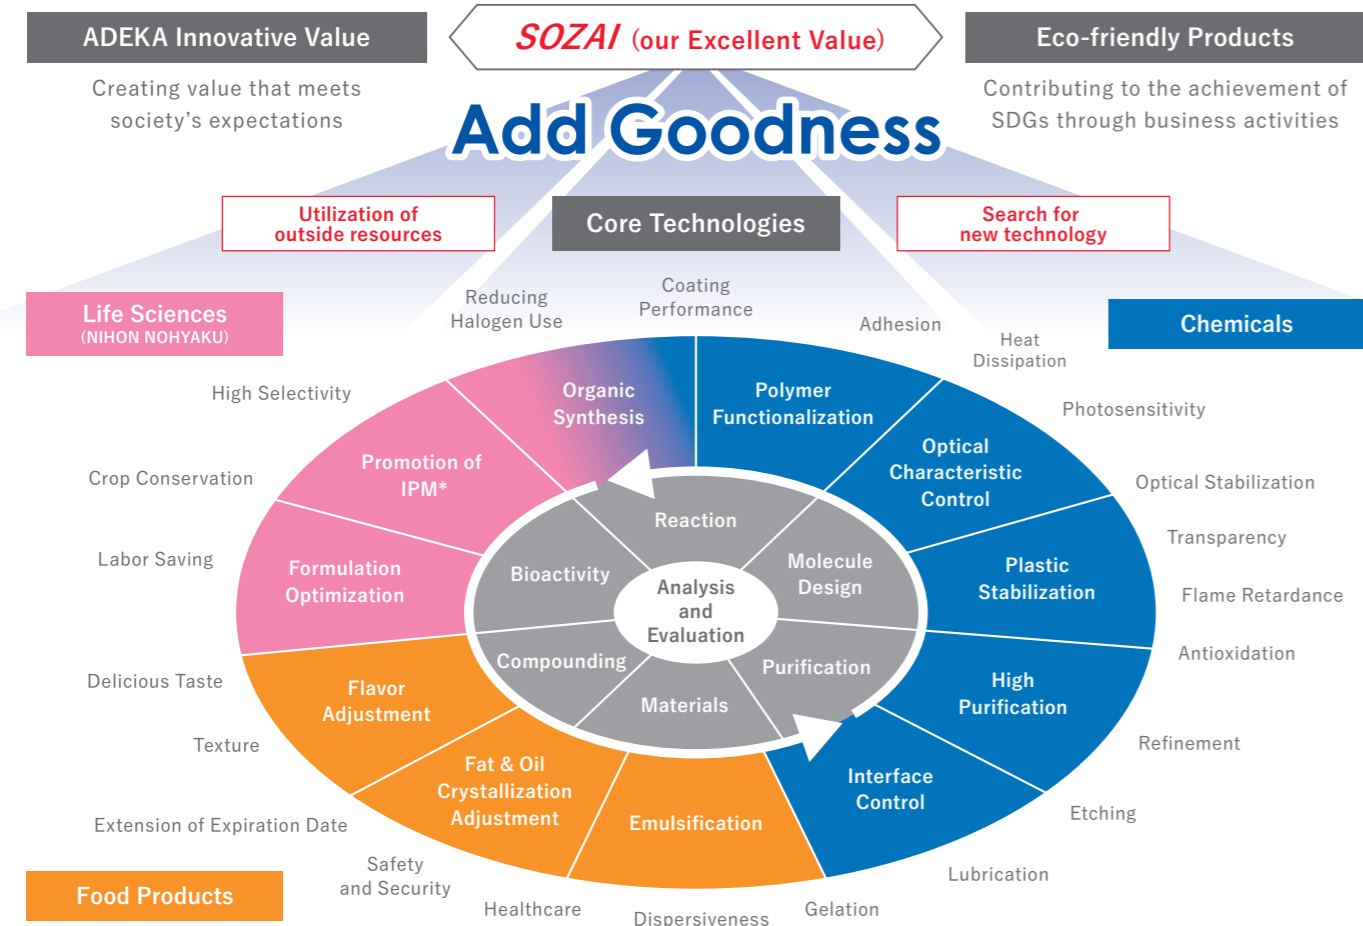 ADEKA Innovative Value
Creating value that meets
society's expectations
SOZAI (our Excellent Value)
Eco-friendly Products
Contributing to the achievement of
SDGs through business activities
Add Goodness
Utilization of
outside resources
Core Technologies
Search for
new technology
Life Sciences
(NIHON NOHYAKU)
Chemicals
Reducing
Halogen Use
Coating
Performance
Adhesion
Heat
Dissipation
Photosensitivity
Optical Stabilization
Transparency
Flame Retardance
Antioxidation
Refinement
Etching
Lubrication
Gelation
Dispersiveness
Healthcare
Safety
and Security
Extension of Expiration Date
Texture
Delicious Taste
Labor Saving
Crop Conservation
High Selectivity
Organic
Synthesis
Polymer
Functionalization
Optical
Characteristic
Control
Plastic
Stabilization
High
Purification
Interface
Control
Emulsification
Fat & Oil
Crystallization
Adjustment
Flavor
Adjustment
Formulation
Optimization
Promotion of
IPM*
Reaction
Molecule
Design
Purification
Materials
Compounding
Bioactivity
Analysis
and
Evaluation
Food Products